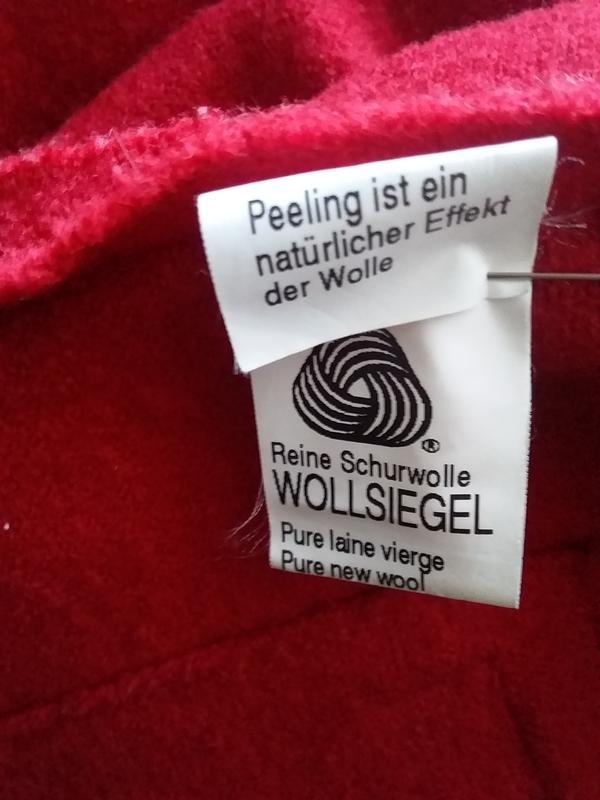 Peeling ist ein
natürlicher Effekt
der Wolle
®
Reine Schurwolle
WOLLSIEGEL
Pure laine vierge
Pure new wool